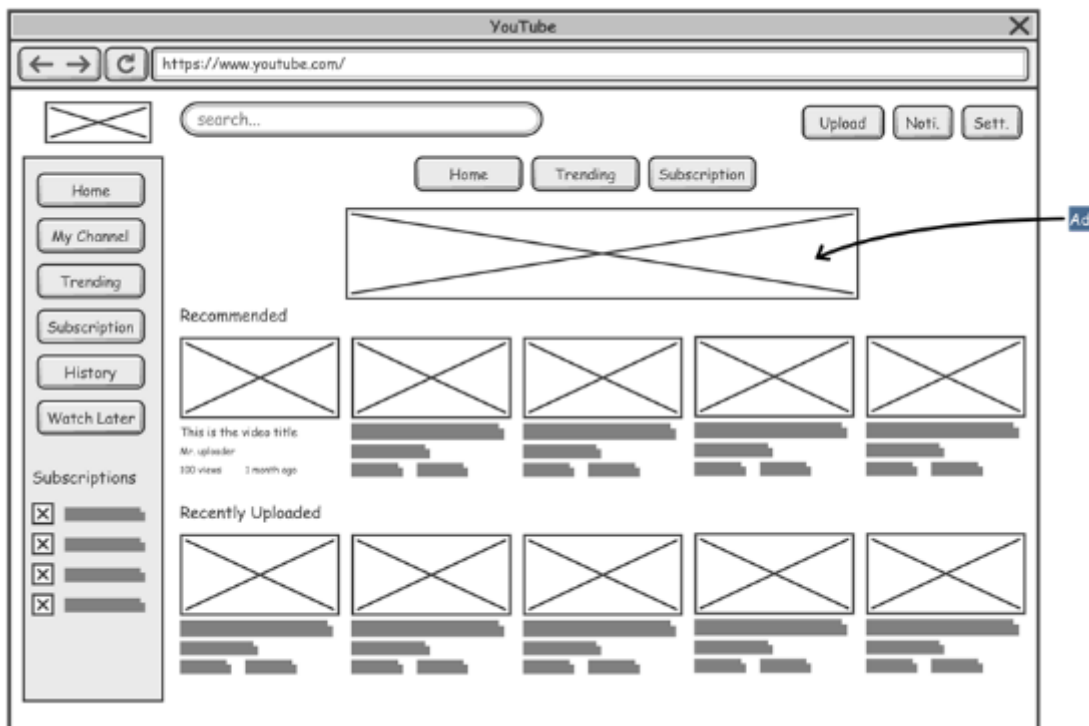 YouTube
https://www.youtube.com/
search...
Upload
Noti.
Sett.
Home
Trending
Subscription
Ad
Home
My Channel
Trending
Subscription
History
Watch Later
Subscriptions
Recommended
This is the video title
Mr. uploader
100 views 1 month ago
Recently Uploaded